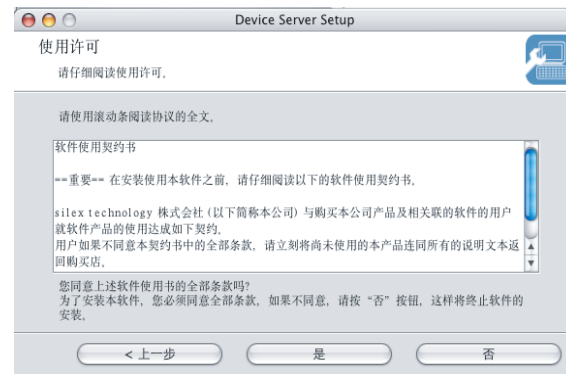 Device Server Setup
使用许可
请仔细阅读使用许可。
请使用滚动条阅读协议的全文。
软件使用契约书
==重要== 在安装使用本软件之前，请仔细阅读以下的软件使用契约书。
silex technology 株式会社 (以下简称本公司) 与购买本公司产品及相关联的软件的用户
就软件产品的使用达成如下契约。
用户如果不同意本契约书中的全部条款，请立刻将尚未使用的本产品连同所有的说明文本返
回购买店。
您同意上述软件使用书的全部条款吗?
为了安装本软件，您必须同意全部条款，如果不同意，请按“否”按钮，这样将终止软件的
安装。
< 上一步
是
否